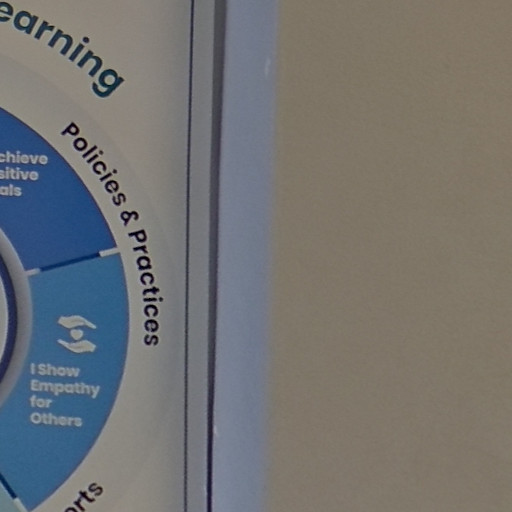 earning
Policies & Practices
chieve
sitive
als
I Show
Empathy
for
Others
orts